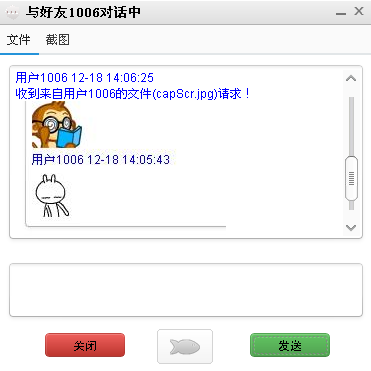 与好友1006对话中
文件 截图
用户1006 12-18 14:06:25
收到来自用户1006的文件(capScr.jpg)请求！
用户1006 12-18 14:05:43
关闭 发送